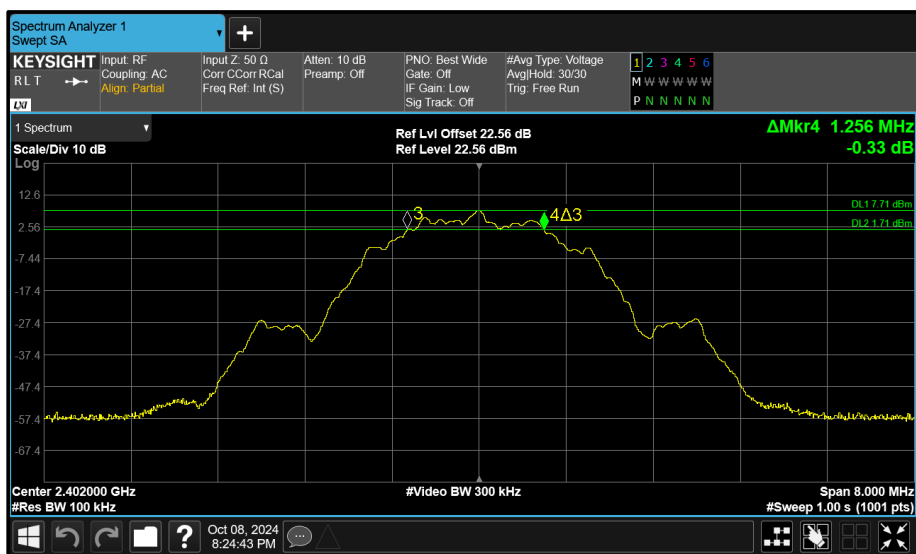 Spectrum Analyzer 1
Swept SA
+
KEYSIGHT
RLT
LXI
Input: RF
Coupling: AC
Align: Partial
Input Z: 50 Ω
Corr CCorr RCal
Freq Ref: Int (S)
Atten: 10 dB
Preamp: Off
PNO: Best Wide
Gate: Off
IF Gain: Low
Sig Track: Off
#Avg Type: Voltage
Avg|Hold: 30/30
Trig: Free Run
1 2 3 4 5 6
M W W W W W
P N N N N N
1 Spectrum
Scale/Div 10 dB
Log
Ref Lvl Offset 22.56 dB
Ref Level 22.56 dBm
ΔMkr4 1.256 MHz
-0.33 dB
12.6
2.56
-7.44
-17.4
-27.4
-37.4
-47.4
-57.4
-67.4
DL1 7.71 dBm
DL2 1.71 dBm
3
4Δ3
Center 2.402000 GHz
#Res BW 100 kHz
#Video BW 300 kHz
Span 8.000 MHz
#Sweep 1.00 s (1001 pts)
?
Oct 08, 2024
8:24:43 PM